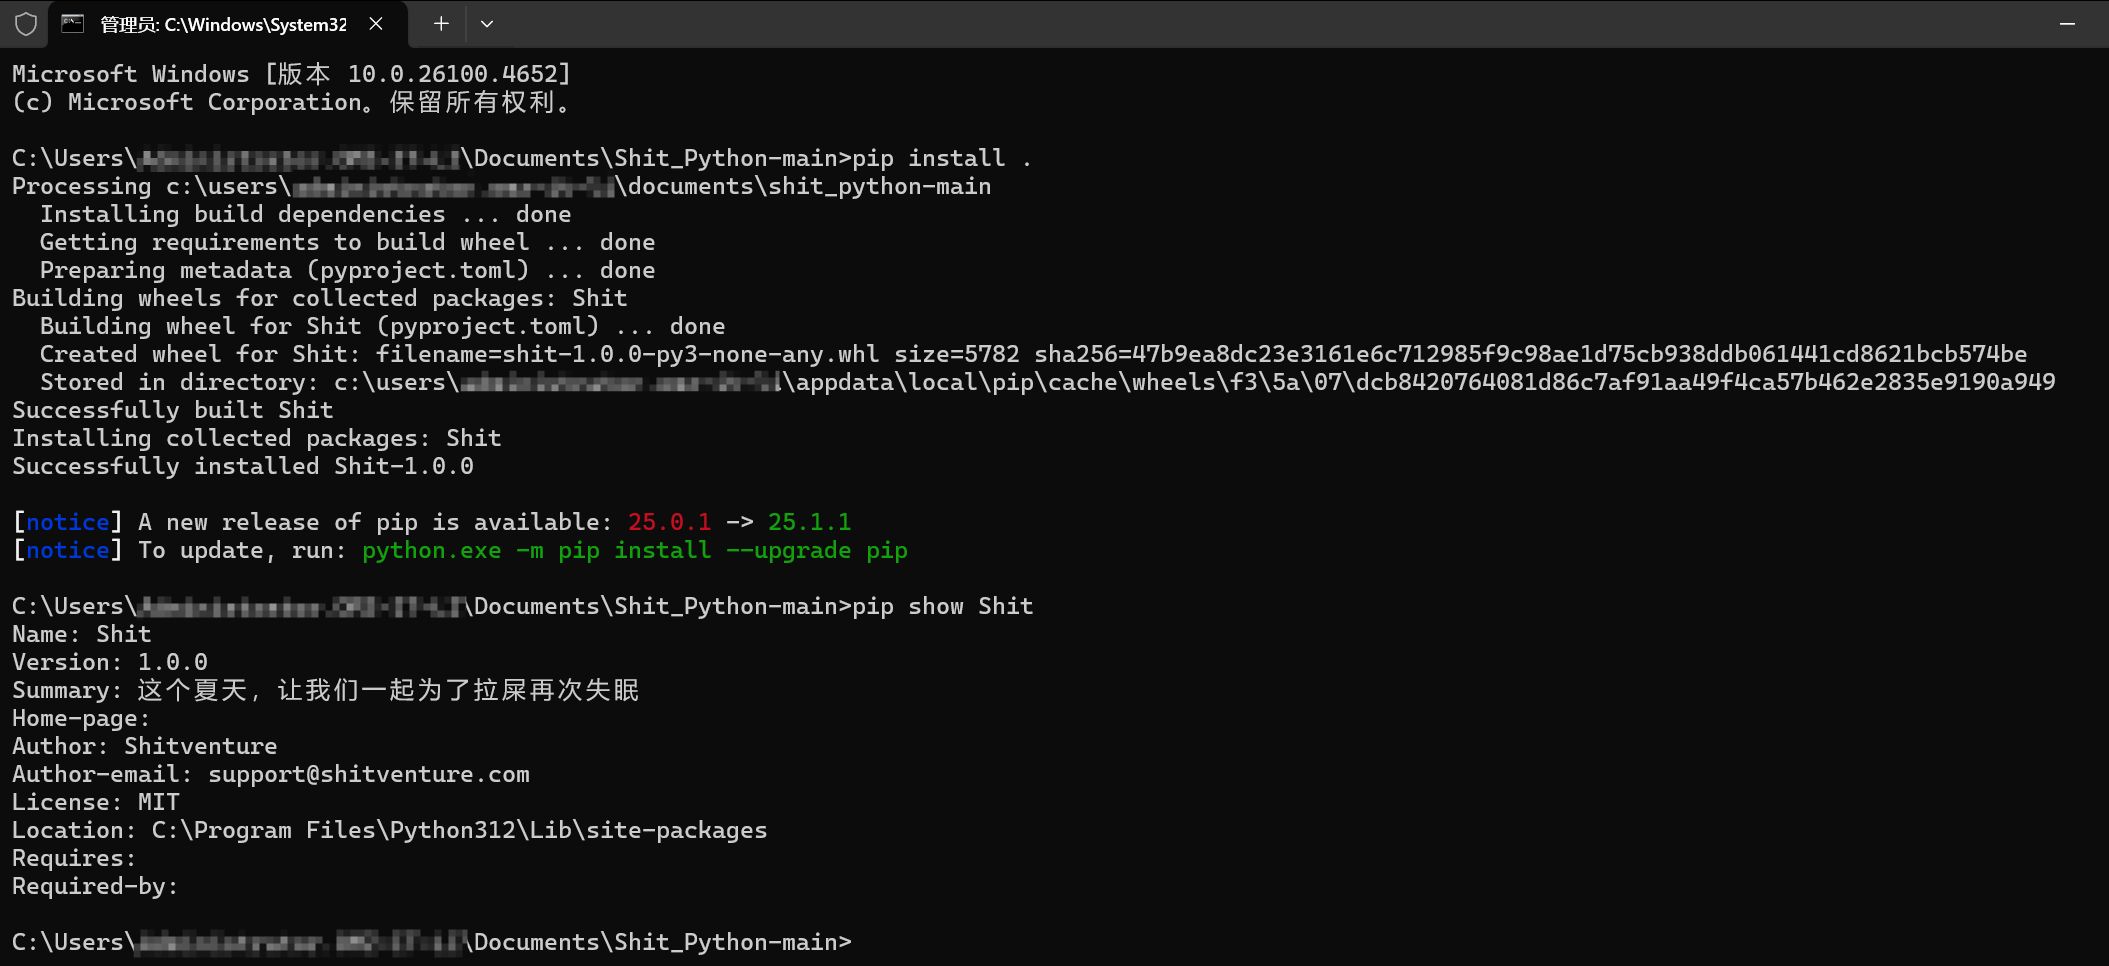 管理员: C:\Windows\System32
Microsoft Windows [版本 10.0.26100.4652]
(c) Microsoft Corporation。保留所有权利。
C:\Users\ \Documents\Shit_Python-main>pip install .
Processing c:\users\ \documents\shit_python-main
Installing build dependencies ... done
Getting requirements to build wheel ... done
Preparing metadata (pyproject.toml) ... done
Building wheels for collected packages: Shit
Building wheel for Shit (pyproject.toml) ... done
Created wheel for Shit: filename=shit-1.0.0-py3-none-any.whl size=5782 sha256=47b9ea8dc23e3161e6c712985f9c98ae1d75cb938ddb061441cd8621bcb574be
Stored in directory: c:\users\ \appdata\local\pip\cache\wheels\f3\5a\07\dcb8420764081d86c7af91aa49f4ca57b462e2835e9190a949
Successfully built Shit
Installing collected packages: Shit
Successfully installed Shit-1.0.0
[notice] A new release of pip is available: 25.0.1 -> 25.1.1
[notice] To update, run: python.exe -m pip install --upgrade pip
C:\Users\ \Documents\Shit_Python-main>pip show Shit
Name: Shit
Version: 1.0.0
Summary: 这个夏天，让我们一起为了拉屎再次失眠
Home-page:
Author: Shitventure
Author-email: support@shitventure.com
License: MIT
Location: C:\Program Files\Python312\Lib\site-packages
Requires:
Required-by:
C:\Users\ \Documents\Shit_Python-main>